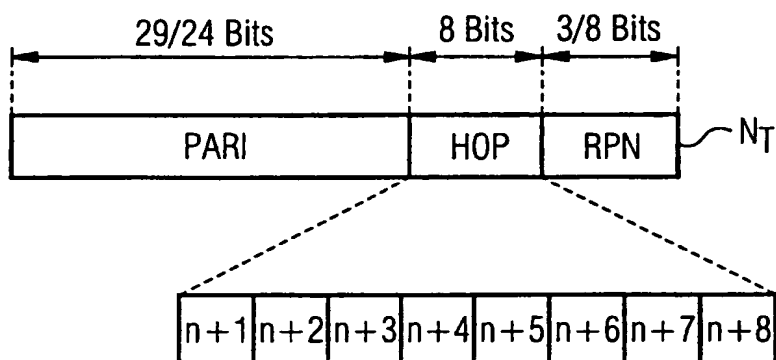 29/24 Bits 8 Bits 3/8 Bits
PARI HOP RPN NT
n+1 n+2 n+3 n+4 n+5 n+6 n+7 n+8